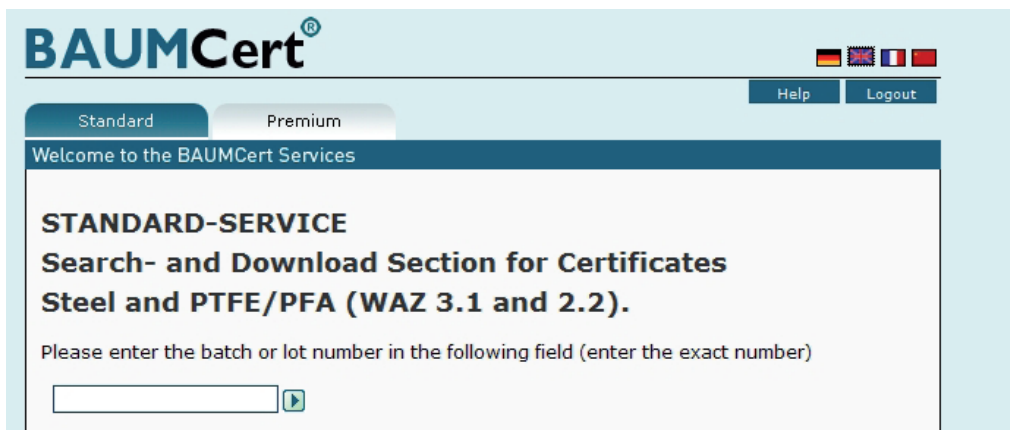 BAUMCert®
Help Logout
Standard Premium
Welcome to the BAUMCert Services
STANDARD-SERVICE
Search- and Download Section for Certificates
Steel and PTFE/PFA (WAZ 3.1 and 2.2).
Please enter the batch or lot number in the following field (enter the exact number)